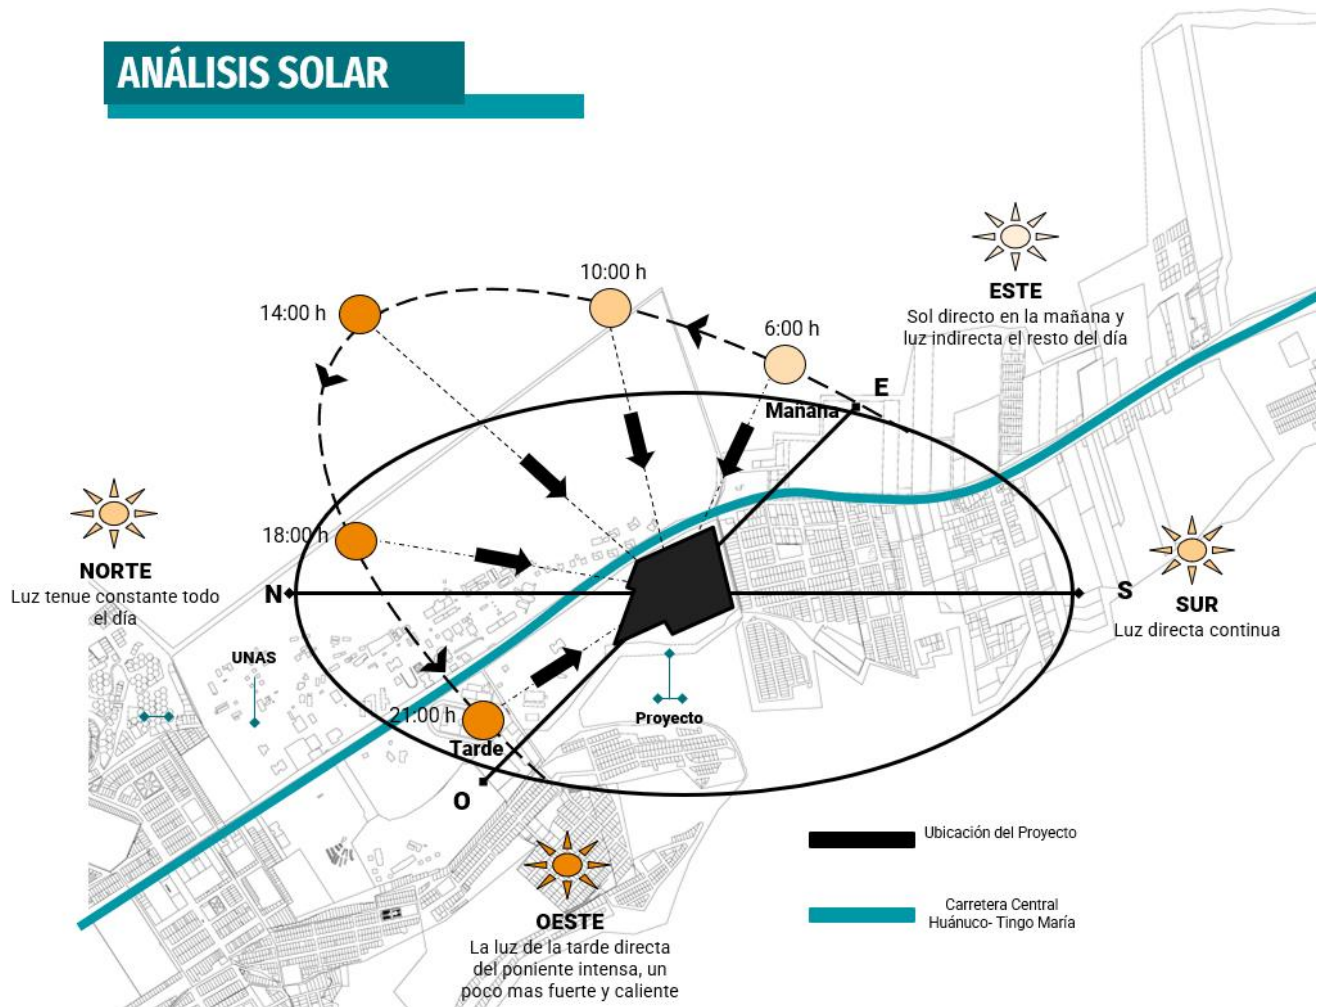 ANÁLISIS SOLAR
10:00 h
14:00 h
6:00 h
ESTE
Sol directo en la mañana y
luz indirecta el resto del día
E
Mañana
18:00 h
NORTE
Luz tenue constante todo
el día
N
S
SUR
Luz directa continua
UNAS
21:00 h
Tarde
Proyecto
O
OESTE
La luz de la tarde directa
del poniente intensa, un
poco mas fuerte y caliente
Ubicación del Proyecto
Carretera Central
Huánuco- Tingo María